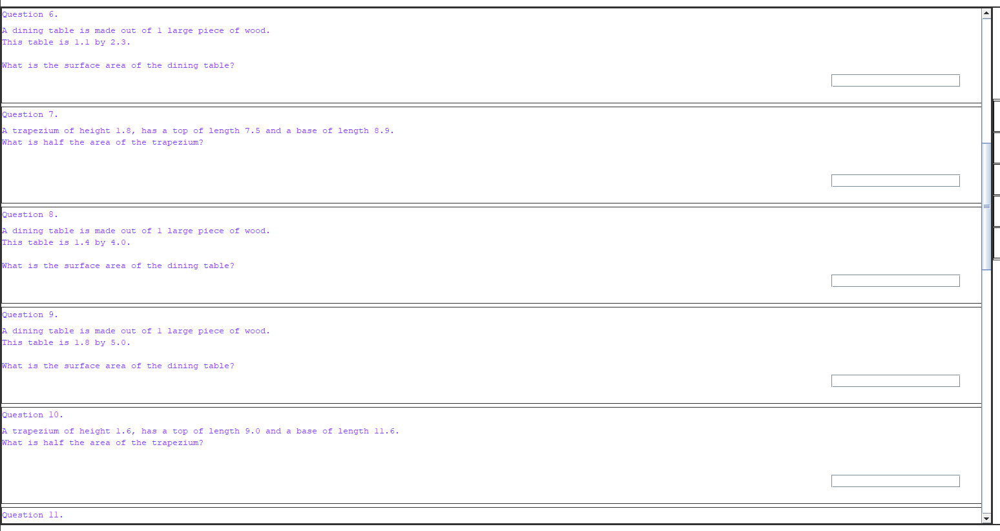 Question 6.
A dining table is made out of 1 large piece of wood.
This table is 1.1 by 2.3.
What is the surface area of the dining table?
Question 7.
A trapezium of height 1.8, has a top of length 7.5 and a base of length 8.9.
What is half the area of the trapezium?
Question 8.
A dining table is made out of 1 large piece of wood.
This table is 1.4 by 4.0.
What is the surface area of the dining table?
Question 9.
A dining table is made out of 1 large piece of wood.
This table is 1.8 by 5.0.
What is the surface area of the dining table?
Question 10.
A trapezium of height 1.6, has a top of length 9.0 and a base of length 11.6.
What is half the area of the trapezium?
Question 11.